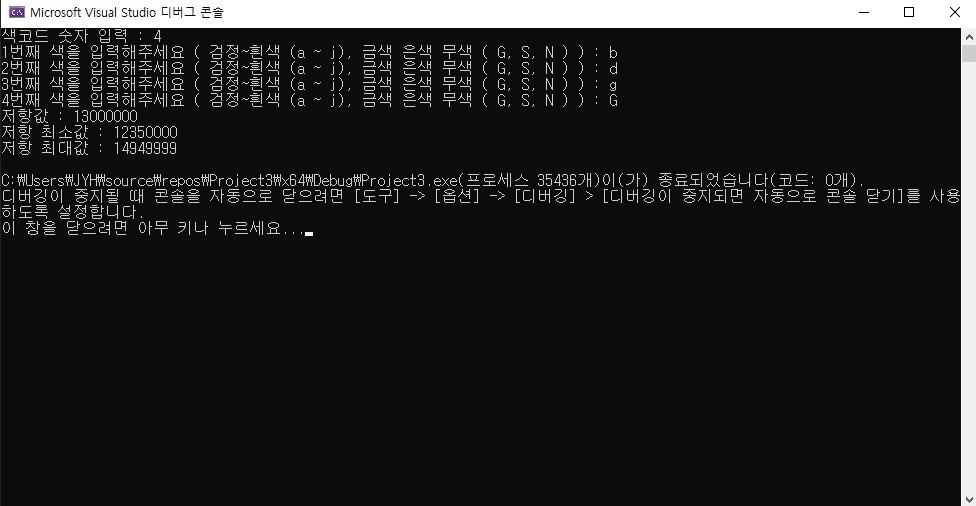 Microsoft Visual Studio 디버그 콘솔
색코드 숫자 입력 : 4
1번째 색을 입력해주세요 ( 검정~흰색 (a ~ j), 금색 은색 무색 ( G, S, N ) ) : b
2번째 색을 입력해주세요 ( 검정~흰색 (a ~ j), 금색 은색 무색 ( G, S, N ) ) : d
3번째 색을 입력해주세요 ( 검정~흰색 (a ~ j), 금색 은색 무색 ( G, S, N ) ) : g
4번째 색을 입력해주세요 ( 검정~흰색 (a ~ j), 금색 은색 무색 ( G, S, N ) ) : G
저항값 : 13000000
저항 최소값 : 12350000
저항 최대값 : 14949999
C:\Users\JYH\source\repos\Project3\x64\Debug\Project3.exe(프로세스 35436개)이(가) 종료되었습니다(코드: 0개).
디버깅이 중지될 때 콘솔을 자동으로 닫으려면 [도구] -> [옵션] -> [디버깅] > [디버깅이 중지되면 자동으로 콘솔 닫기]를 사용
하도록 설정합니다.
이 창을 닫으려면 아무 키나 누르세요...